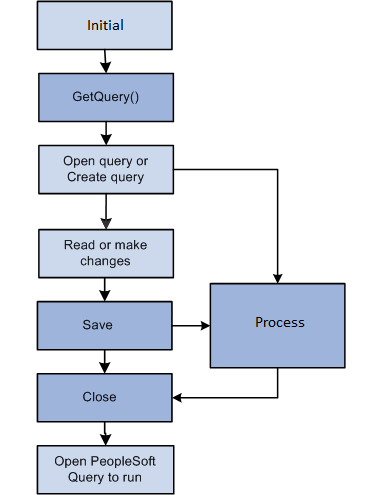 Initial
GetQuery()
Open query or
Create query
Read or make
changes
Save
Process
Close
Open PeopleSoft
Query to run